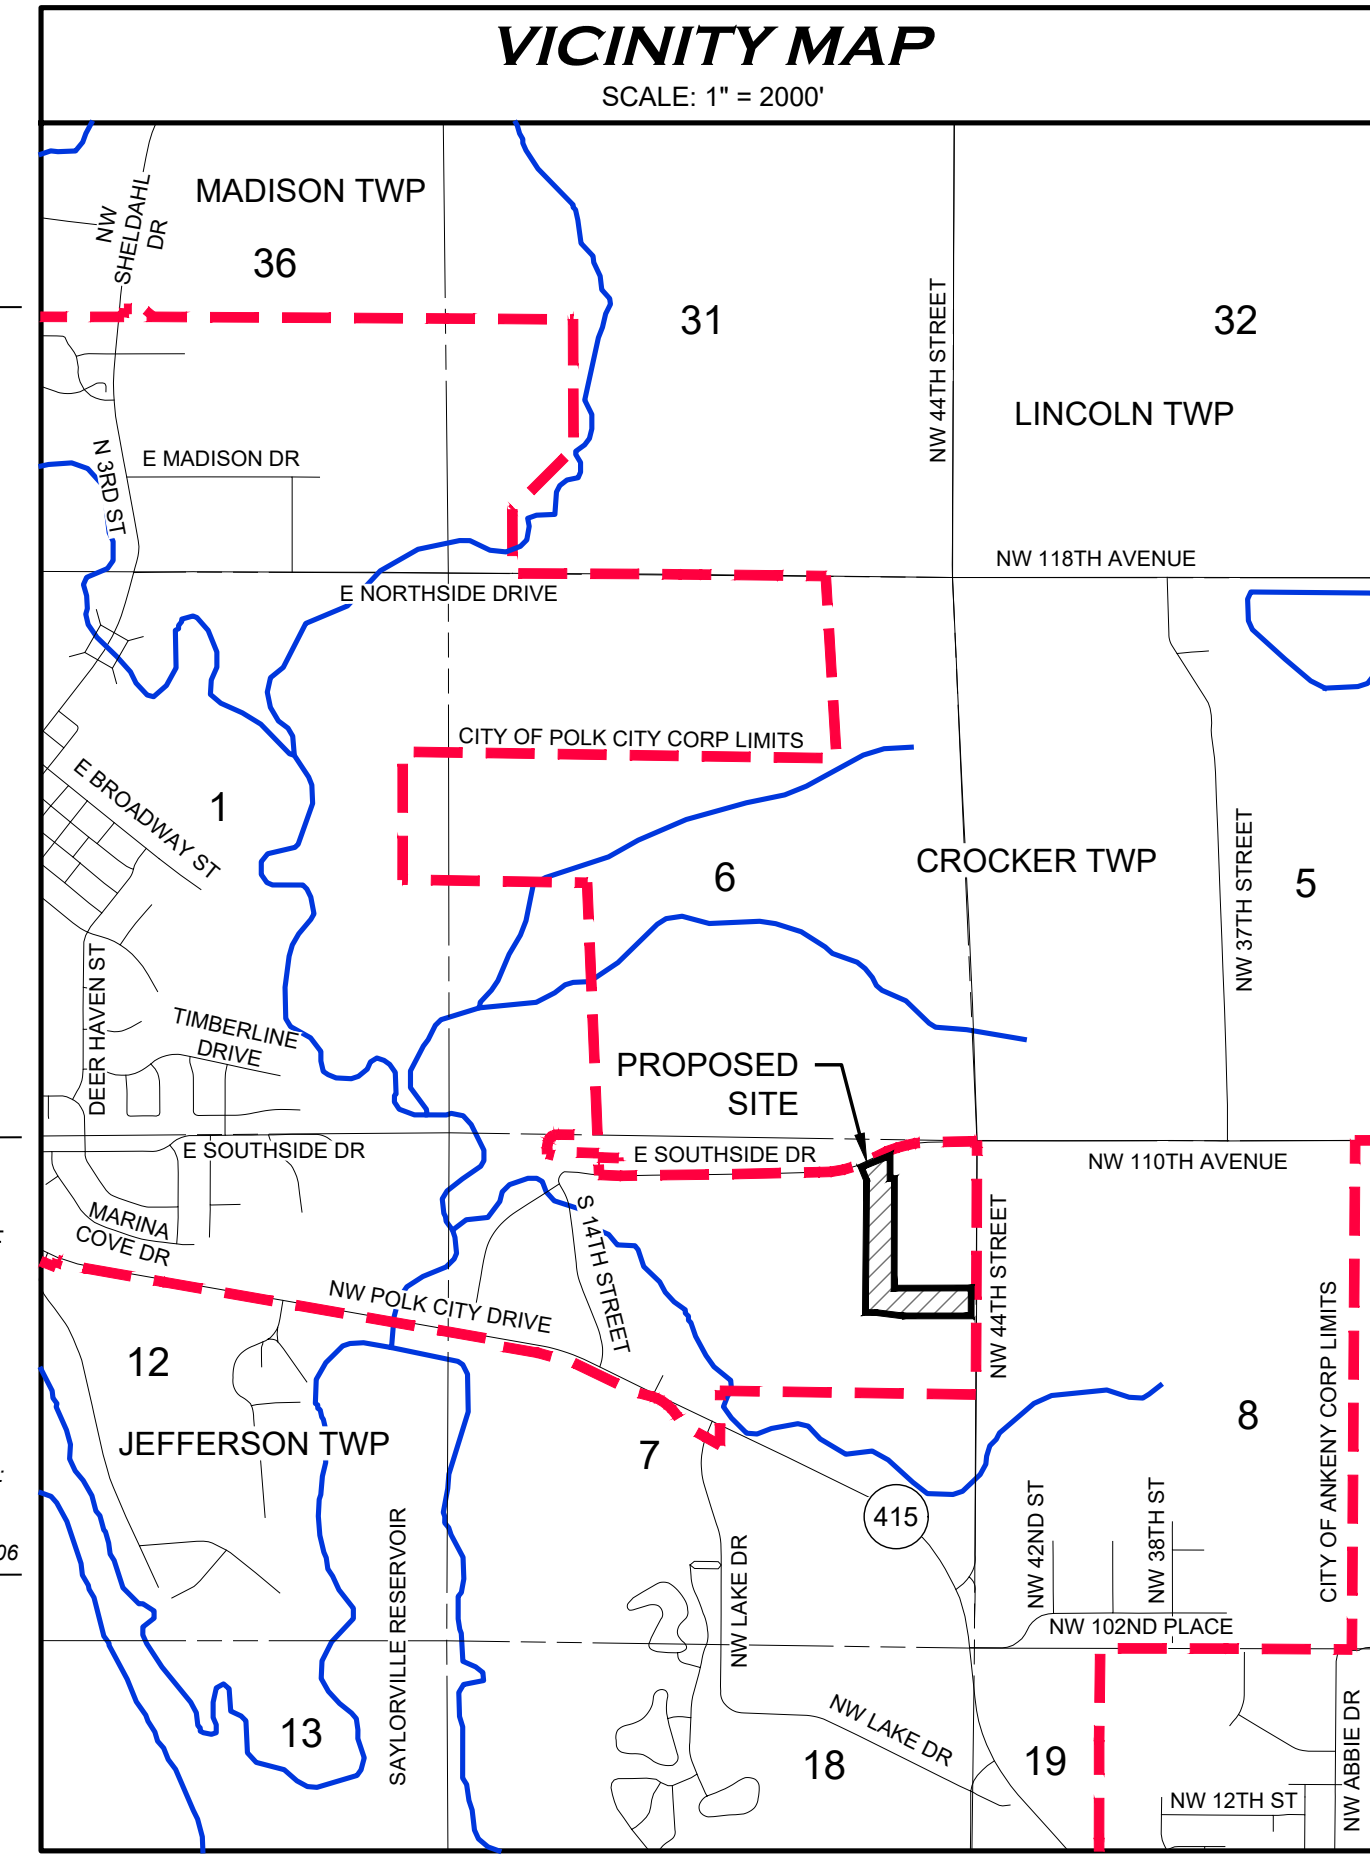 VICINITY MAP
SCALE: 1" = 2000'
MADISON TWP
NW
SHELDAHL
DR
36
31
32
NW 44TH STREET
LINCOLN TWP
N 3RD ST
E MADISON DR
NW 118TH AVENUE
E NORTHSIDE DRIVE
CITY OF POLK CITY CORP LIMITS
E BROADWAY ST
1
6
CROCKER TWP
5
NW 37TH STREET
DEER HAVEN ST
TIMBERLINE
DRIVE
PROPOSED
SITE
E SOUTHSIDE DR
E SOUTHSIDE DR
NW 110TH AVENUE
MARINA
COVE DR
S 14TH STREET
NW 44TH STREET
NW POLK CITY DRIVE
12
CITY OF ANKENY CORP LIMITS
JEFFERSON TWP
7
8
415
SAYLORVILLE RESERVOIR
NW LAKE DR
NW 42ND ST
NW 38TH ST
06
NW 102ND PLACE
13
NW LAKE DR
18
19
NW 12TH ST
NW ABBIE DR